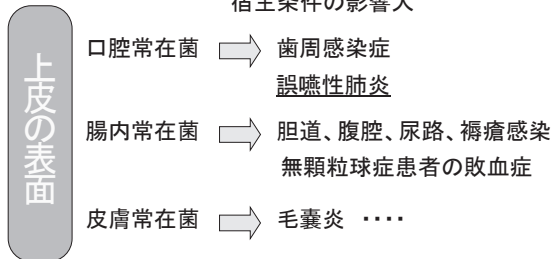 宿主条件の影響大
上皮の表面
口腔常在菌 歯周感染症
誤嚥性肺炎
腸内常在菌 胆道、腹腔、尿路、褥瘡感染
無顆粒球症患者の敗血症
皮膚常在菌 毛嚢炎 ････